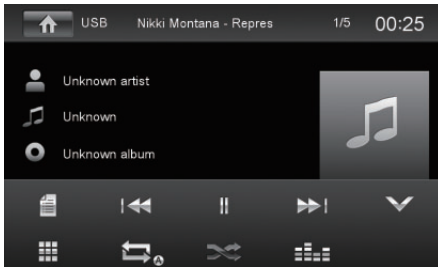 USB Nikki Montana - Repres 1/5 00:25
Unknown artist
Unknown
Unknown album
A